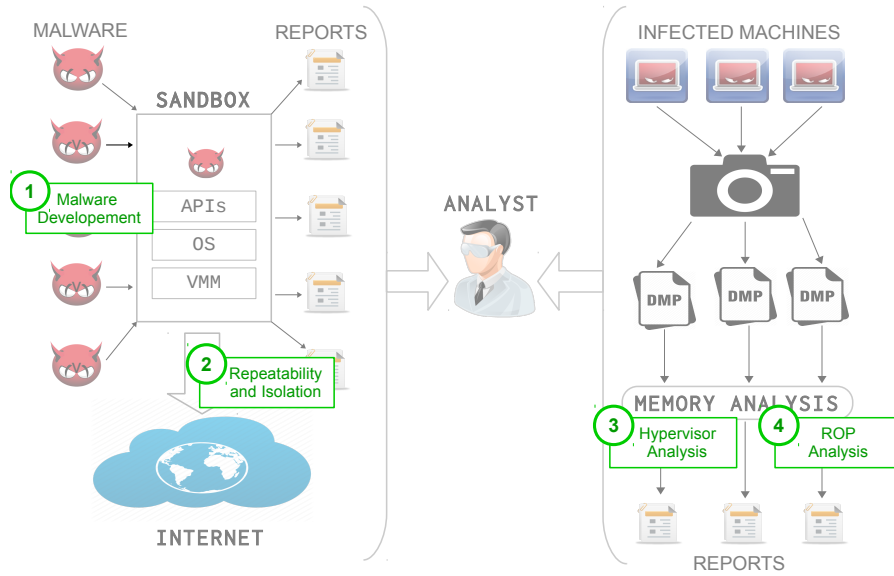 MALWARE
REPORTS
SANDBOX
1
Malware
Developement
APIs
OS
VMM
2
Repeatability
and Isolation
INTERNET
ANALYST
INFECTED MACHINES
DMP
DMP
DMP
MEMORY ANALYSIS
3
Hypervisor
Analysis
4
ROP
Analysis
REPORTS